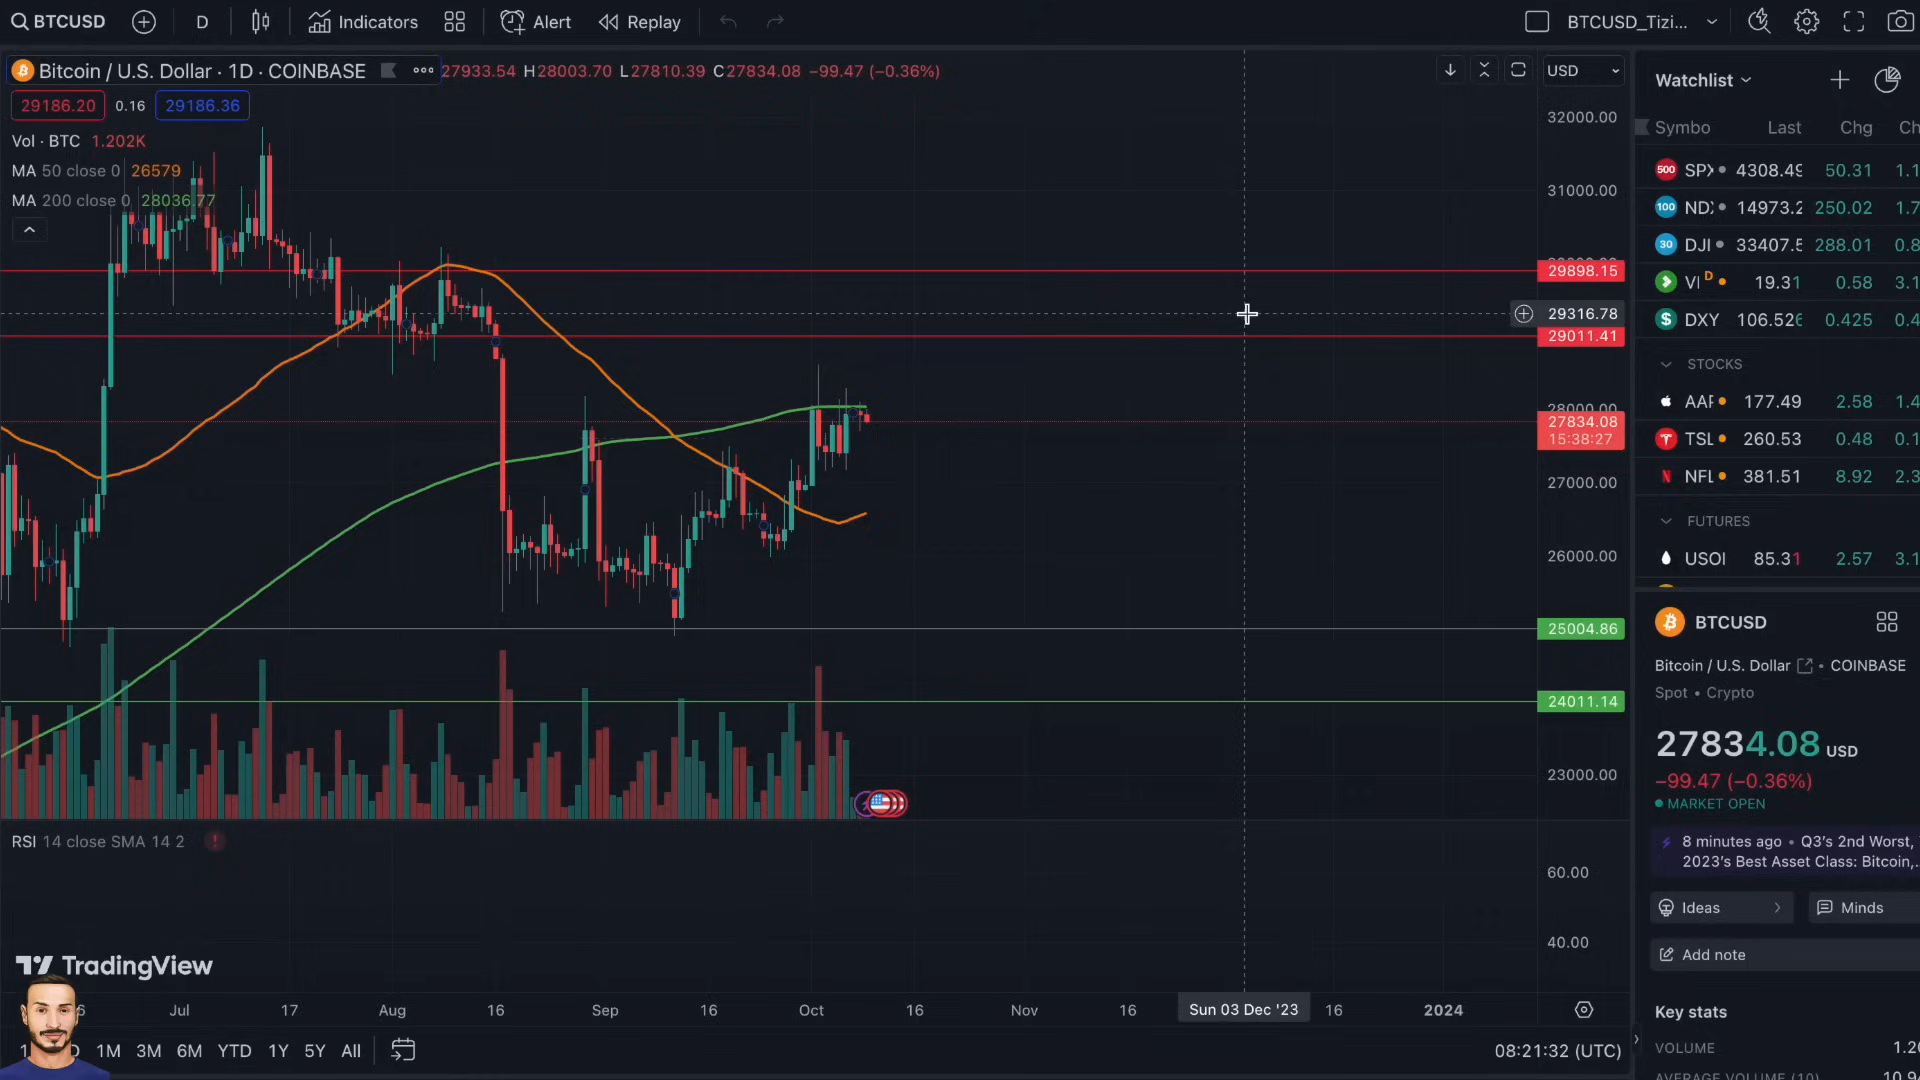 BTCUSD D Indicators Alert Replay BTCUSD_Tizi...
Bitcoin / U.S. Dollar · 1D · COINBASE 27933.54 H28003.70 L27810.39 C27834.08 −99.47 (−0.36%) USD
29186.20 0.16 29186.36
Vol · BTC 1.202K
MA 50 close 0 26579
MA 200 close 0 28036.77
32000.00
31000.00
29898.15
29316.78
29011.41
28000.00
27834.08
15:38:27
27000.00
26000.00
25004.86
24011.14
23000.00
RSI 14 close SMA 14 2 !
60.00
40.00
TradingView
Jul 17 Aug 16 Sep 16 Oct 16 Nov 16 Sun 03 Dec '23 16 2024
1M 3M 6M YTD 1Y 5Y All 08:21:32 (UTC)
Watchlist
Symbo Last Chg Ch
500 SPX 4308.49 50.31 1.1
100 NDX 14973.2 250.02 1.7
30 DJI 33407.5 288.01 0.8
VI D 19.31 0.58 3.1
$ DXY 106.526 0.425 0.4
STOCKS
AAP 177.49 2.58 1.4
TSL 260.53 0.48 0.1
NFL 381.51 8.92 2.3
FUTURES
USOI 85.31 2.57 3.1
BTCUSD
Bitcoin / U.S. Dollar • COINBASE
Spot • Crypto
27834.08 USD
−99.47 (−0.36%)
MARKET OPEN
8 minutes ago • Q3's 2nd Worst,
2023's Best Asset Class: Bitcoin,...
Ideas Minds
Add note
Key stats
VOLUME 1.20
AVERAGE VOLUME (10) 10.9